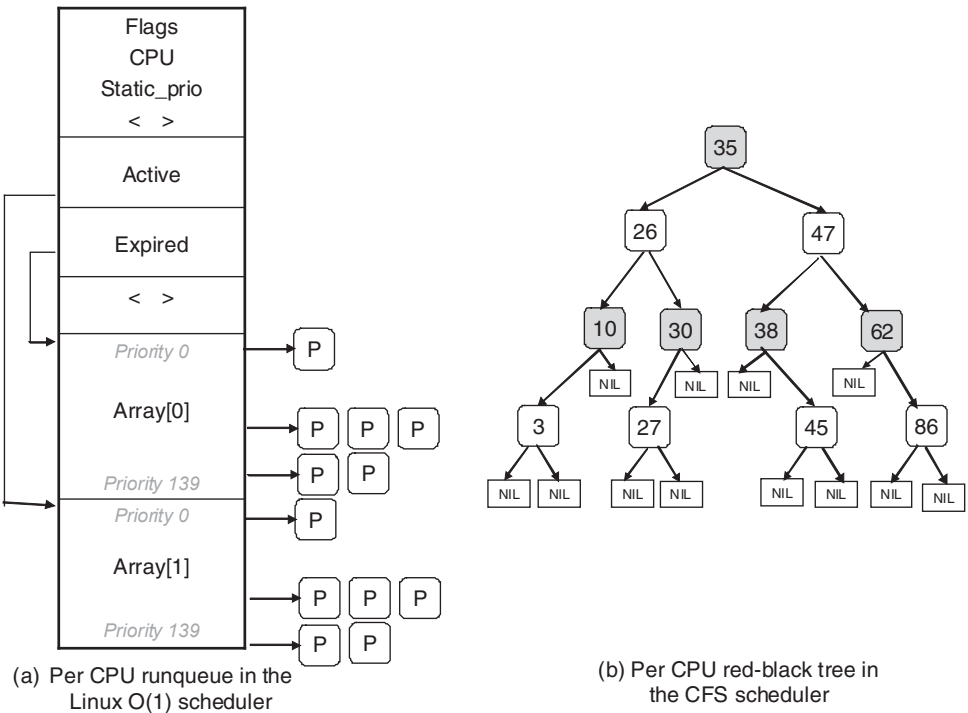 Flags
CPU
Static_prio
< >
Active
Expired
< >
Priority 0
P
Array[0]
P P P
Priority 139
P P
Priority 0
P
Array[1]
P P P
Priority 139
P P
(a) Per CPU runqueue in the
Linux O(1) scheduler
35
26 47
10 30 38 62
NIL NIL NIL NIL
3 27 45 86
NIL NIL NIL NIL NIL NIL NIL NIL
(b) Per CPU red-black tree in
the CFS scheduler